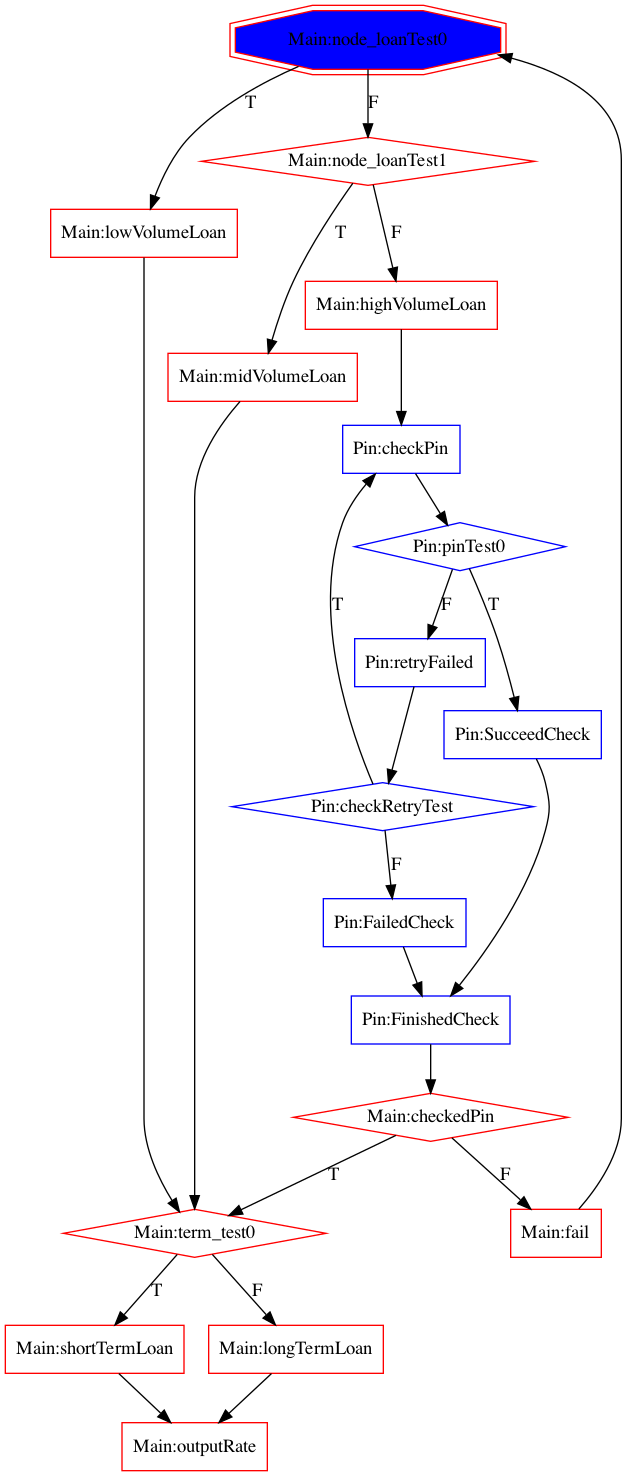 Main:node_loanTest0
T
F
Main:node_loanTest1
Main:lowVolumeLoan
T
F
Main:highVolumeLoan
Main:midVolumeLoan
Pin:checkPin
Pin:pinTest0
T
F
T
Pin:retryFailed
Pin:SucceedCheck
Pin:checkRetryTest
F
Pin:FailedCheck
Pin:FinishedCheck
Main:checkedPin
T
F
Main:term_test0
Main:fail
T
F
Main:shortTermLoan
Main:longTermLoan
Main:outputRate